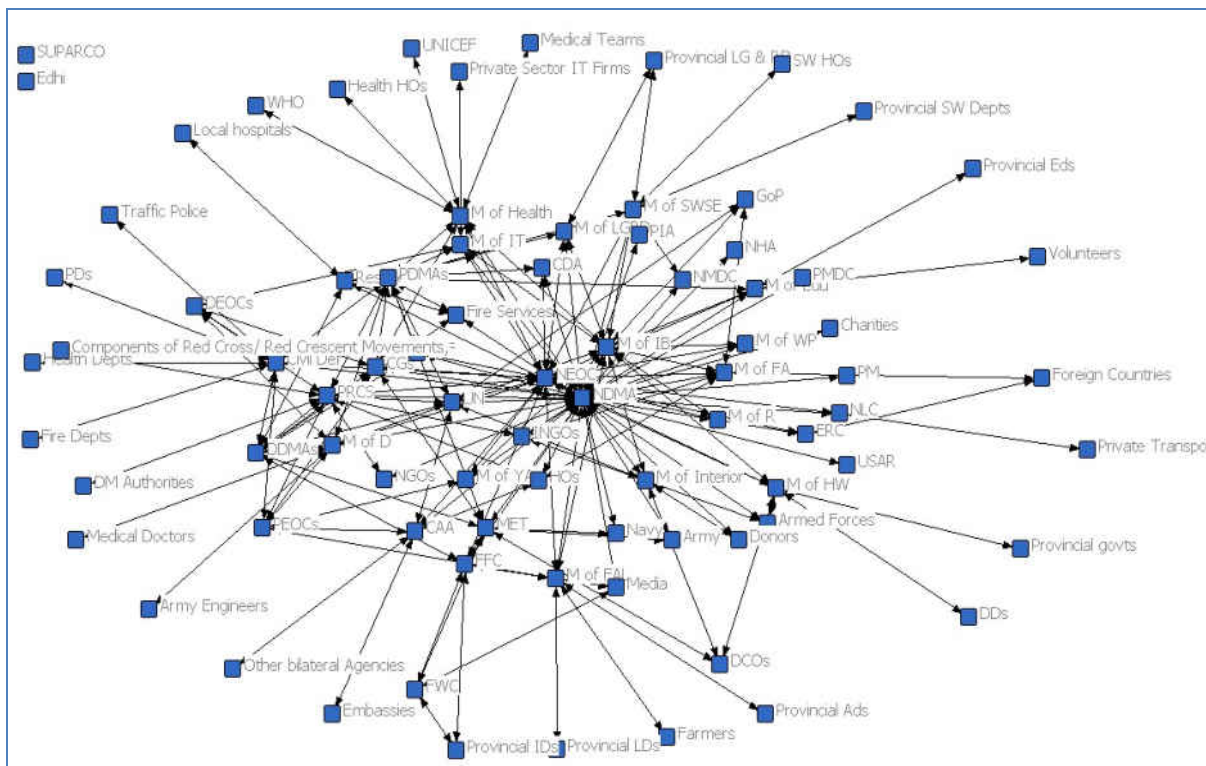 SUPARCO
Edhi
UNICEF
Medical Teams
Private Sector IT Firms
Provincial LG &
SW HOs
Health HOs
WHO
Local hospitals
Provincial SW Depts
Provincial Eds
Traffic Police
M of Health
M of SWSE
GoP
M of IT
PIA
NHA
Volunteers
PDs
PDMAs
CDA
NMDC
PMDC
DEOCs
Fire Services
Chanties
Components of Red Cross/ Red Crescent Movements,
Health Depts
M of IB
M of WP
NEOC
M of FA
PM
Foreign Countries
PRCS
UN
NDMA
NLC
M of R
ERC
Fire Depts
INGOs
Private Transpo
DDMAs
M of D
USAR
DM Authorities
NGOs
M of YA
HOs
M of Interior
M of HW
PEOCs
CAA
MET
Navy
Army
Donors
Armed Forces
Medical Doctors
Provincial govts
FFC
M of FAL
Media
Army Engineers
DDs
Other bilateral Agencies
DCOs
FWC
Embassies
Provincial Ads
Farmers
Provincial IDs
Provincial LDs